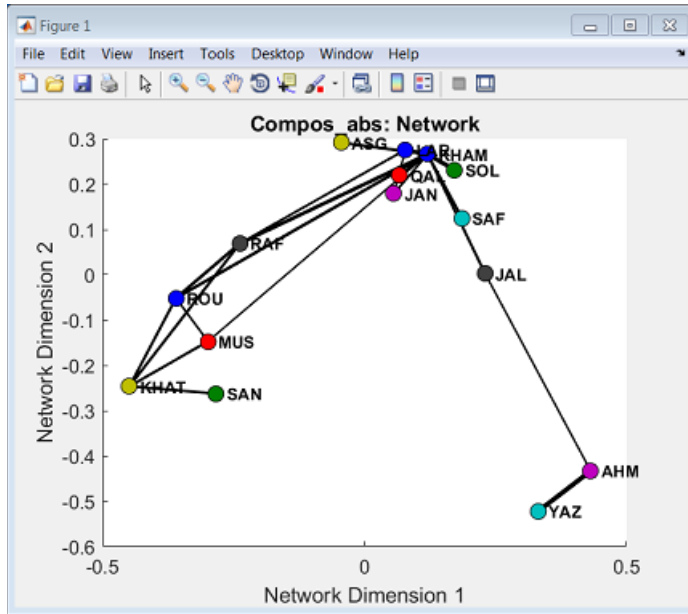 Figure 1
File Edit View Insert Tools Desktop Window Help
Compos_abs: Network
0.3
0.2
0.1
0
-0.1
-0.2
-0.3
-0.4
-0.5
-0.6
Network Dimension 2
ASG
KHAM
SOL
QAL
JAN
SAF
RAF
JAL
ROU
MUS
KHAT
SAN
AHM
YAZ
-0.5 0 0.5
Network Dimension 1